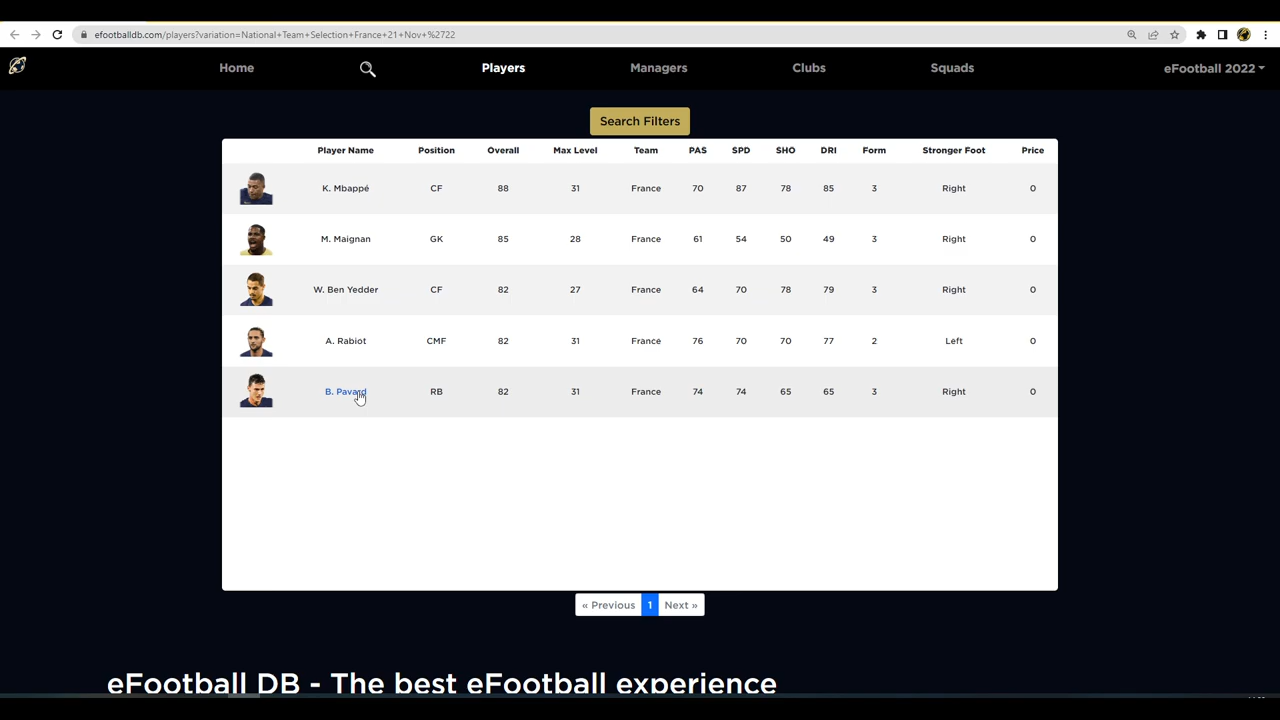 efootballdb.com/players?variation=National+Team+Selection+France+21+Nov+%2722
Home Players Managers Clubs Squads eFootball 2022
Search Filters
Player Name Position Overall Max Level Team PAS SPD SHO DRI Form Stronger Foot Price
K. Mbappé CF 88 31 France 70 87 78 85 3 Right 0
M. Maignan GK 85 28 France 61 54 50 49 3 Right 0
W. Ben Yedder CF 82 27 France 64 70 78 79 3 Right 0
A. Rabiot CMF 82 31 France 76 70 70 77 2 Left 0
B. Pavard RB 82 31 France 74 74 65 65 3 Right 0
« Previous 1 Next »
eFootball DB - The best eFootball experience